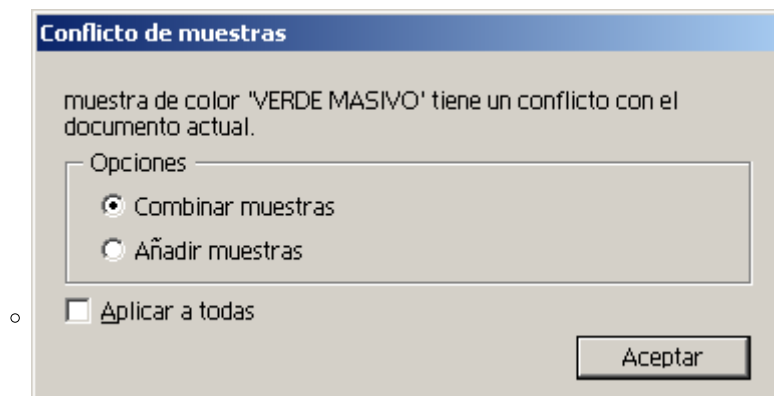 Conflicto de muestras
muestra de color 'VERDE MASIVO' tiene un conflicto con el
documento actual.
Opciones
Combinar muestras
Añadir muestras
Aplicar a todas
Aceptar